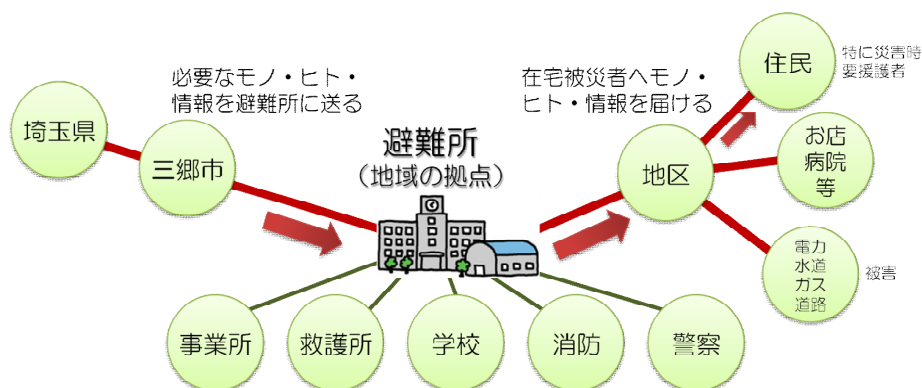 必要なモノ・ヒト・
情報を避難所に送る
在宅被災者へモノ・
ヒト・情報を届ける
住民
特に災害時
要援護者
埼玉県
三郷市
避難所
(地域の拠点)
地区
お店
病院
等
電力
水道
ガス
道路
被害
事業所
救護所
学校
消防
警察